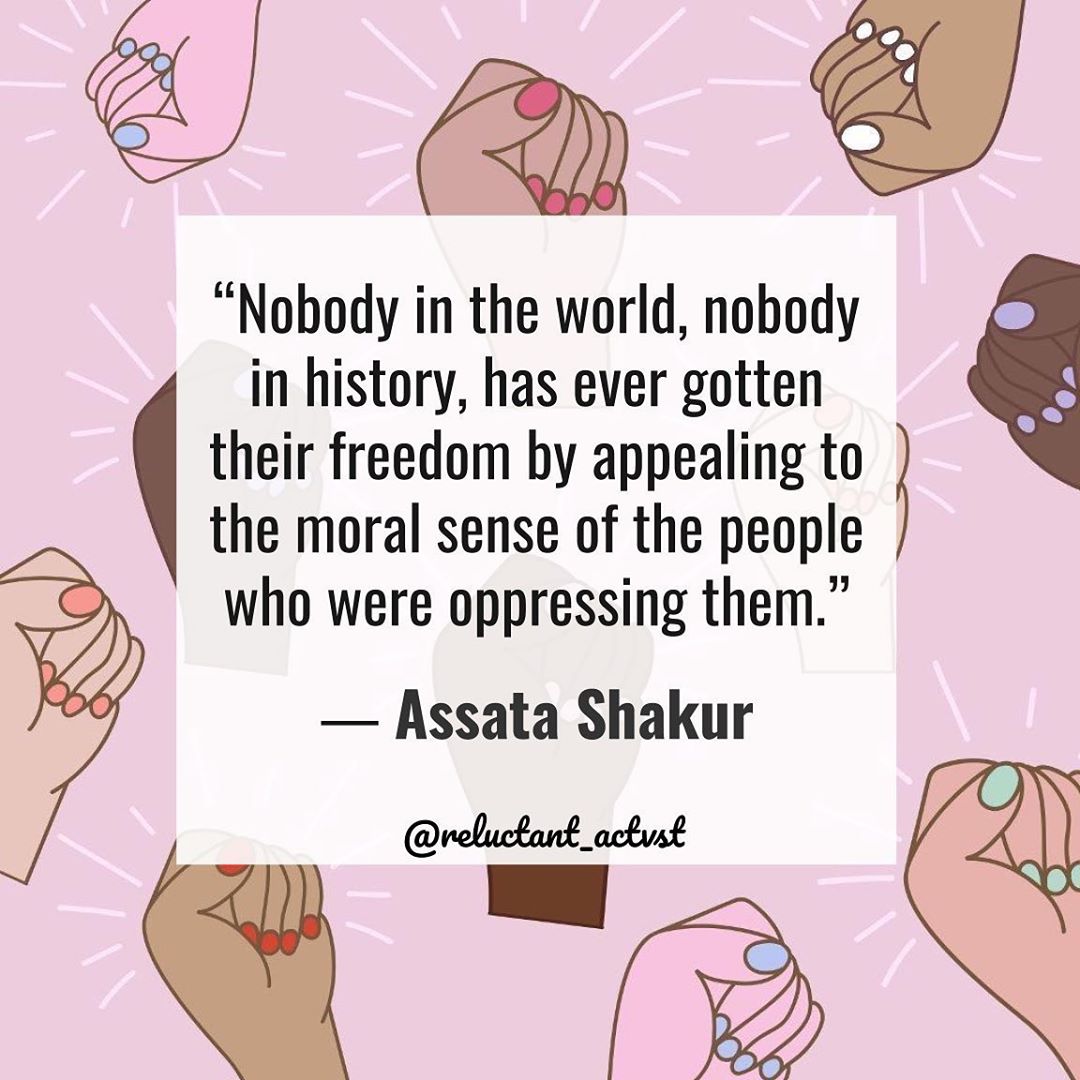 “Nobody in the world, nobody
in history, has ever gotten
their freedom by appealing to
the moral sense of the people
who were oppressing them.”
— Assata Shakur
@reluctant_actvst